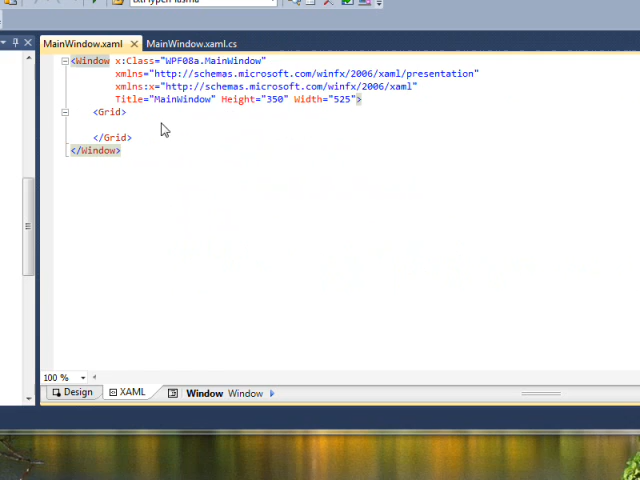 MainWindow.xaml MainWindow.xaml.cs
<Window x:Class="WPF08a.MainWindow"
xmlns="http://schemas.microsoft.com/winfx/2006/xaml/presentation"
xmlns:x="http://schemas.microsoft.com/winfx/2006/xaml"
Title="MainWindow" Height="350" Width="525">
<Grid>
</Grid>
</Window>
100 %
Design XAML Window Window